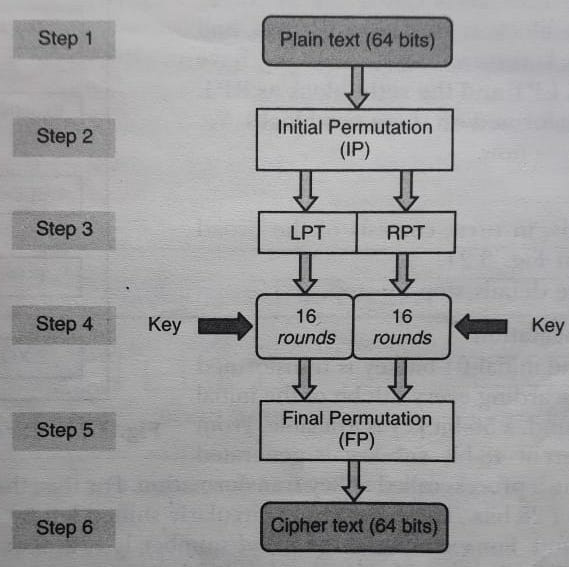 Step 1
Plain text (64 bits)
Step 2
Initial Permutation
(IP)
Step 3
LPT
RPT
Step 4
Key
16
rounds
16
rounds
Key
Step 5
Final Permutation
(FP)
Step 6
Cipher text (64 bits)